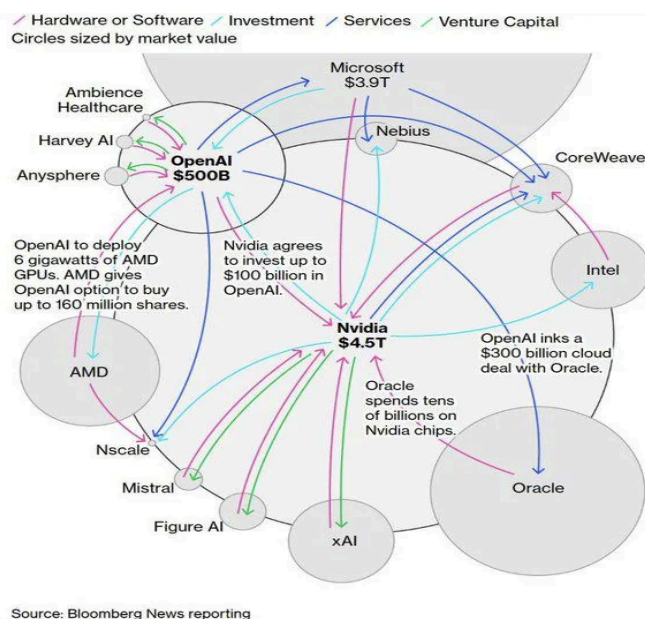 Hardware or Software Investment Services Venture Capital
Circles sized by market value
Microsoft
$3.9T
Ambience
Healthcare
Harvey AI
Anysphere
OpenAI
$500B
Nebius
CoreWeave
OpenAI to deploy
6 gigawatts of AMD
GPUs. AMD gives
OpenAI option to buy
up to 160 million shares.
Nvidia agrees
to invest up to
$100 billion in
OpenAI.
Intel
Nvidia
$4.5T
OpenAI inks a
$300 billion cloud
deal with Oracle.
AMD
Oracle
spends tens
of billions on
Nvidia chips.
Nscale
Mistral
Oracle
Figure AI
xAI
Source: Bloomberg News reporting